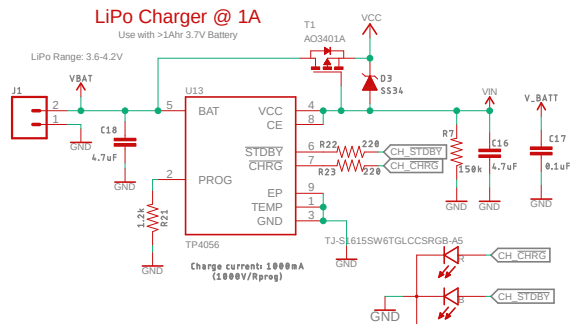 LiPo Charger @ 1A
Use with >1Ahr 3.7V Battery
LiPo Range: 3.6-4.2V
T1
AO3401A
VCC
D3
SS34
VBAT
J1
2
1
GND
C18
4.7uF
GND
U13
5
BAT
VCC
4
CE
8
STDBY
6
CHRG
7
2
PROG
EP
9
TEMP
1
GND
3
TP4056
1.2k
R21
GND
R22
220
CH_STDBY
R23
220
CH_CHRG
R7
150k
GND
VIN
C16
4.7uF
GND
V_BATT
C17
0.1uF
GND
GND
Charge current: 1000mA
(1000V/Rprog)
TJ-S1615SW6TGLCCSRGB-A5
R
CH_CHRG
B
CH_STDBY
GND